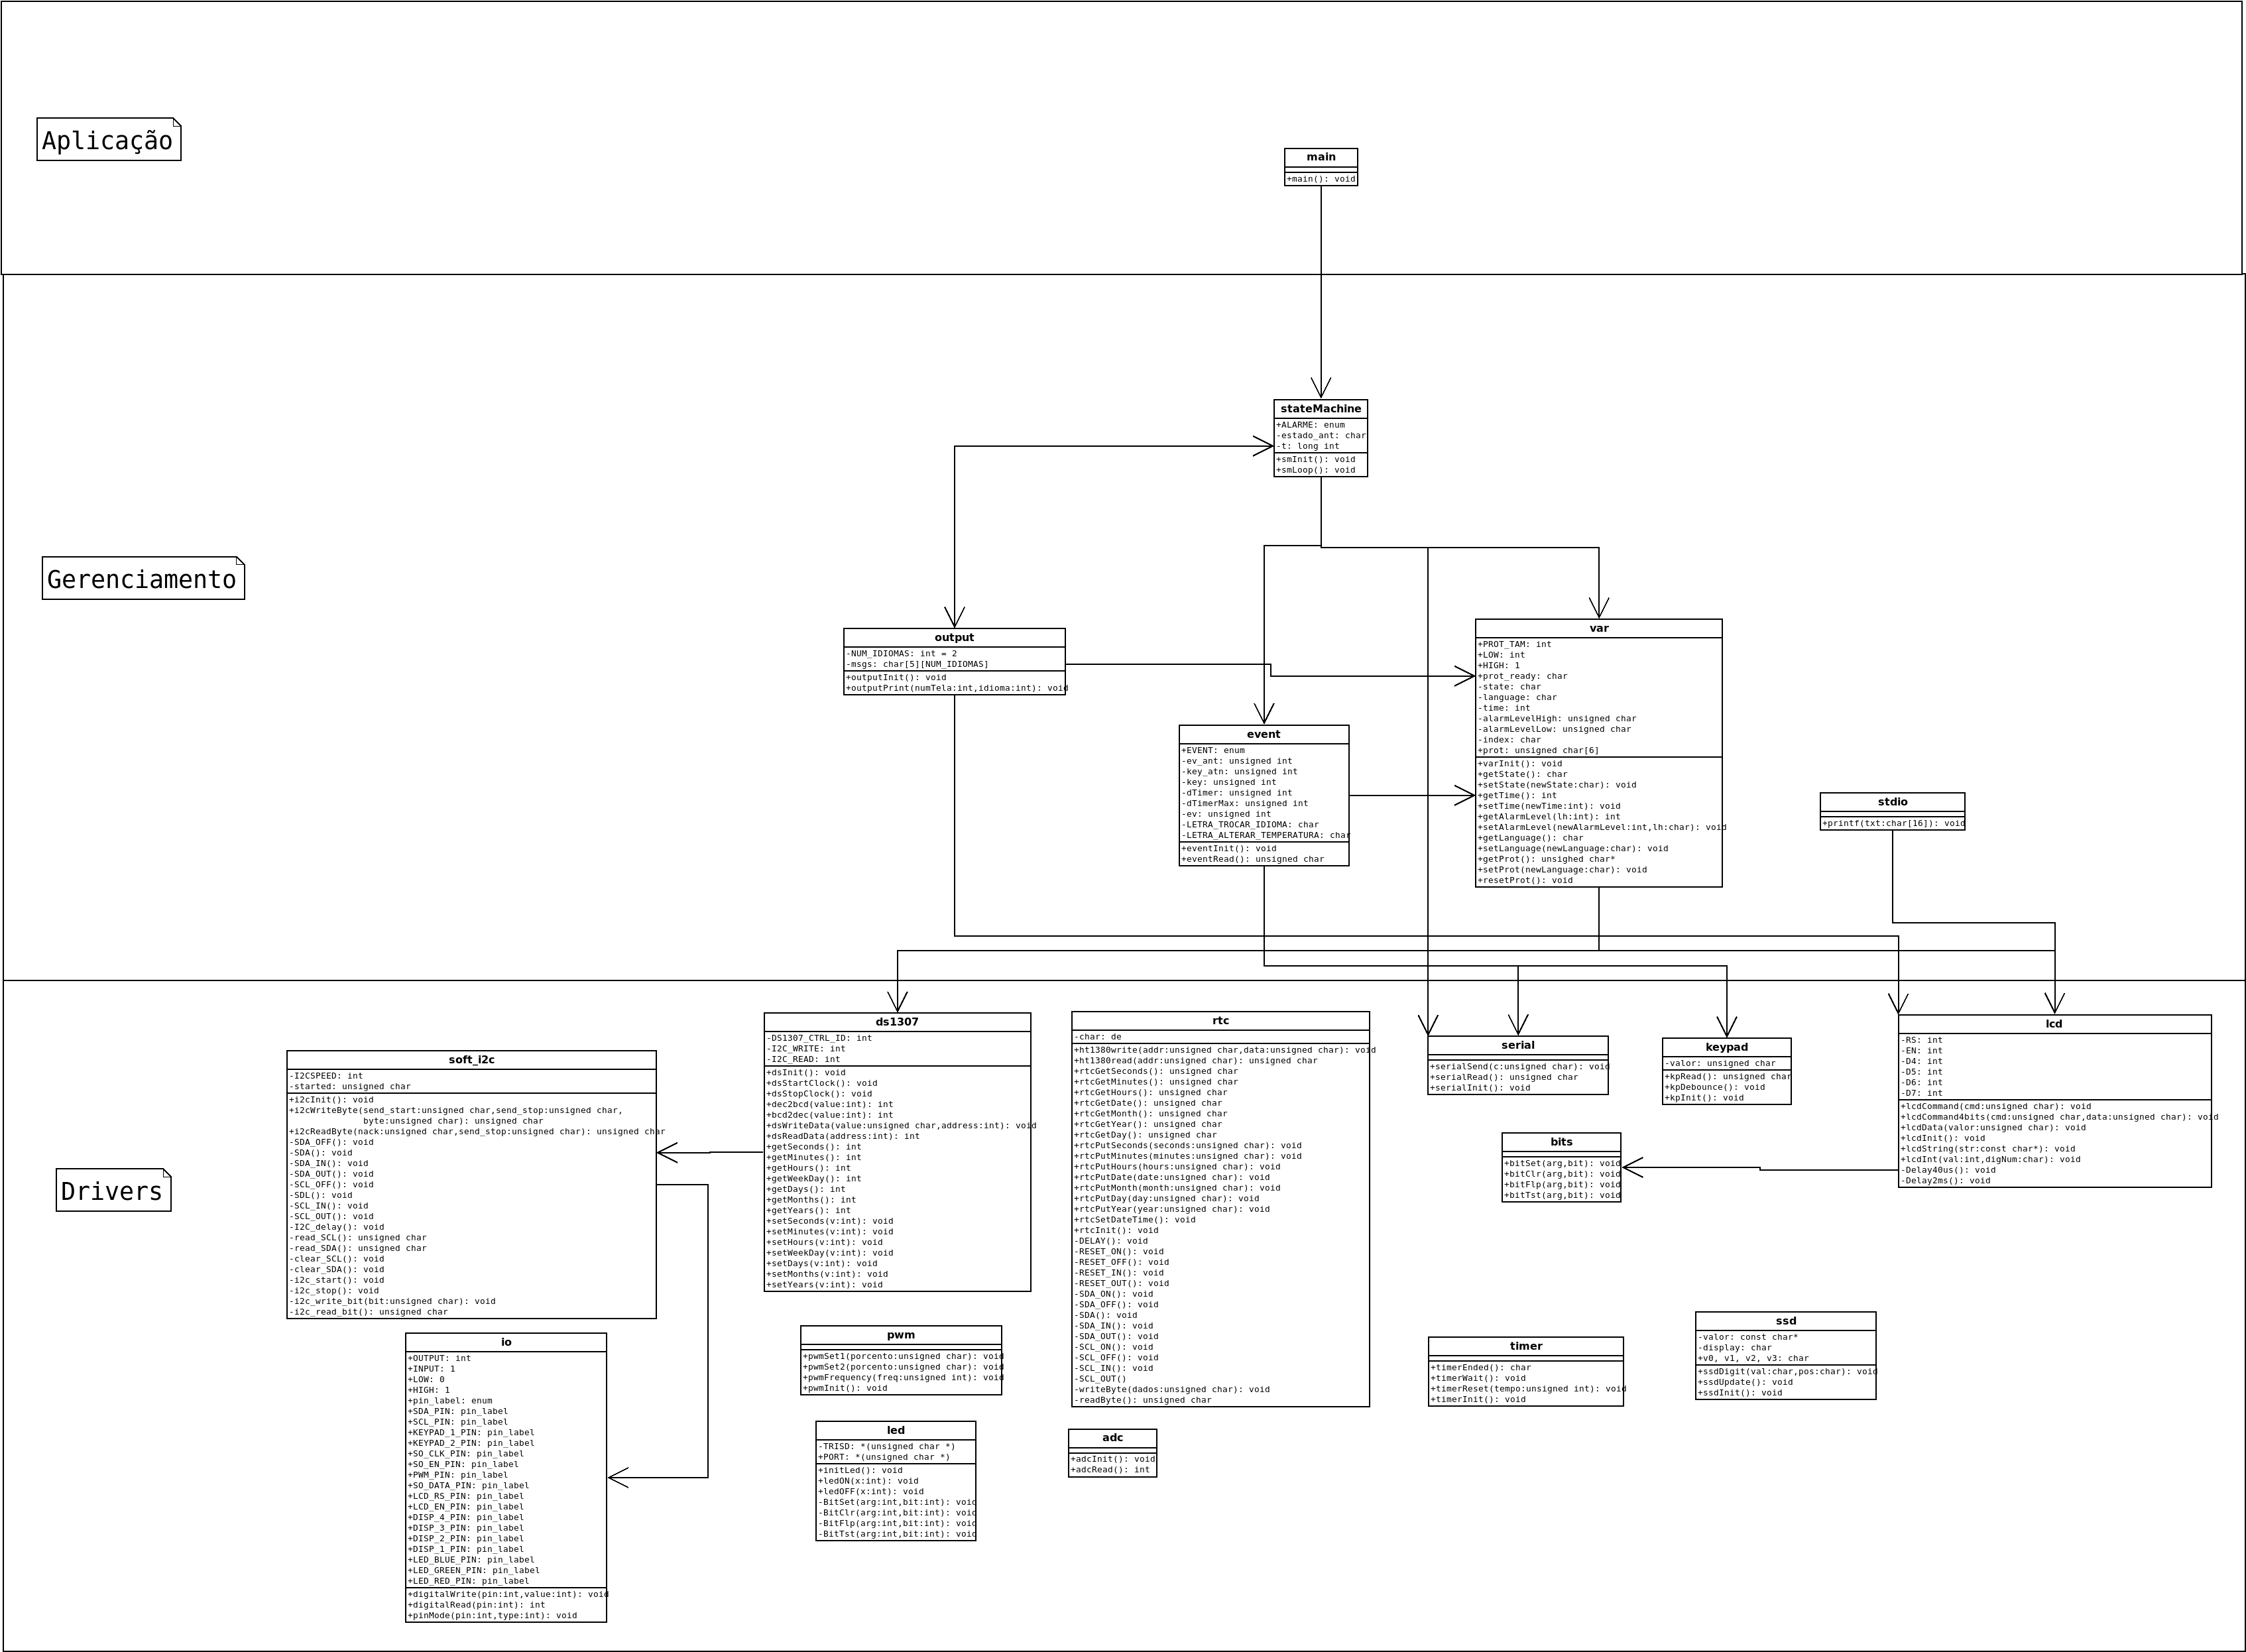 Aplicação
main
+main(): void
Gerenciamento
stateMachine
+ALARME: enum
-estado_ant: char
-t: long int
+smInit(): void
+smLoop(): void
output
-NUM_IDIOMAS: int = 2
-msgs: char[5][NUM_IDIOMAS]
+outputInit(): void
+outputPrint(numTela:int,idioma:int): void
event
+EVENT: enum
-ev_ant: unsigned int
-key_atn: unsigned int
-key: unsigned int
-dTimer: unsigned int
-dTimerMax: unsigned int
-ev: unsigned int
-LETRA_TROCAR_IDIOMA: char
-LETRA_ALTERAR_TEMPERATURA: char
+eventInit(): void
+eventRead(): unsigned char
var
+PROT_TAM: int
+LOW: int
+HIGH: 1
+prot_ready: char
-state: char
-language: char
-time: int
-alarmLevelHigh: unsigned char
-alarmLevelLow: unsigned char
-index: char
+prot: unsigned char[6]
+varInit(): void
+getState(): char
+setState(newState:char): void
+getTime(): int
+setTime(newTime:int): void
+getAlarmLevel(lh:int): int
+setAlarmLevel(newAlarmLevel:int,lh:char): void
+getLanguage(): char
+setLanguage(newLanguage:char): void
+getProt(): unsighed char*
+setProt(newLanguage:char): void
+resetProt(): void
stdio
+printf(txt:char[16]): void
Drivers
soft_i2c
-I2CSPEED: int
-started: unsigned char
+i2cInit(): void
+i2cWriteByte(send_start:unsigned char,send_stop:unsigned char,
byte:unsigned char): unsigned char
+i2cReadByte(nack:unsigned char,send_stop:unsigned char): unsigned char
-SDA_OFF(): void
-SDA(): void
-SDA_IN(): void
-SDA_OUT(): void
-SCL_OFF(): void
-SDL(): void
-SCL_IN(): void
-SCL_OUT(): void
-I2C_delay(): void
-read_SCL(): unsigned char
-read_SDA(): unsigned char
-clear_SCL(): void
-clear_SDA(): void
-i2c_start(): void
-i2c_stop(): void
-i2c_write_bit(bit:unsigned char): void
-i2c_read_bit(): unsigned char
io
+OUTPUT: int
+INPUT: 1
+LOW: 0
+HIGH: 1
+pin_label: enum
+SDA_PIN: pin_label
+SCL_PIN: pin_label
+KEYPAD_1_PIN: pin_label
+KEYPAD_2_PIN: pin_label
+SO_CLK_PIN: pin_label
+SO_EN_PIN: pin_label
+PWM_PIN: pin_label
+SO_DATA_PIN: pin_label
+LCD_RS_PIN: pin_label
+LCD_EN_PIN: pin_label
+DISP_4_PIN: pin_label
+DISP_3_PIN: pin_label
+DISP_2_PIN: pin_label
+DISP_1_PIN: pin_label
+LED_BLUE_PIN: pin_label
+LED_GREEN_PIN: pin_label
+LED_RED_PIN: pin_label
+digitalWrite(pin:int,value:int): void
+digitalRead(pin:int): int
+pinMode(pin:int,type:int): void
ds1307
-DS1307_CTRL_ID: int
-I2C_WRITE: int
-I2C_READ: int
+dsInit(): void
+dsStartClock(): void
+dsStopClock(): void
+dec2bcd(value:int): int
+bcd2dec(value:int): int
+dsWriteData(value:unsigned char,address:int): void
+dsReadData(address:int): int
+getSeconds(): int
+getMinutes(): int
+getHours(): int
+getWeekDay(): int
+getDays(): int
+getMonths(): int
+getYears(): int
+setSeconds(v:int): void
+setMinutes(v:int): void
+setHours(v:int): void
+setWeekDay(v:int): void
+setDays(v:int): void
+setMonths(v:int): void
+setYears(v:int): void
pwm
+pwmSet1(porcento:unsigned char): void
+pwmSet2(porcento:unsigned char): void
+pwmFrequency(freq:unsigned int): void
+pwmInit(): void
led
-TRISD: *(unsigned char *)
+PORT: *(unsigned char *)
+initLed(): void
+ledON(x:int): void
+ledOFF(x:int): void
-BitSet(arg:int,bit:int): void
-BitClr(arg:int,bit:int): void
-BitFlp(arg:int,bit:int): void
-BitTst(arg:int,bit:int): void
rtc
-char: de
+ht1380write(addr:unsigned char,data:unsigned char): void
+ht1380read(addr:unsigned char): unsigned char
+rtcGetSeconds(): unsigned char
+rtcGetMinutes(): unsigned char
+rtcGetHours(): unsigned char
+rtcGetDate(): unsigned char
+rtcGetMonth(): unsigned char
+rtcGetYear(): unsigned char
+rtcGetDay(): unsigned char
+rtcPutSeconds(seconds:unsigned char): void
+rtcPutMinutes(minutes:unsigned char): void
+rtcPutHours(hours:unsigned char): void
+rtcPutDate(date:unsigned char): void
+rtcPutMonth(month:unsigned char): void
+rtcPutDay(day:unsigned char): void
+rtcPutYear(year:unsigned char): void
+rtcSetDateTime(): void
+rtcInit(): void
-DELAY(): void
-RESET_ON(): void
-RESET_OFF(): void
-RESET_IN(): void
-RESET_OUT(): void
-SDA_ON(): void
-SDA_OFF(): void
-SDA(): void
-SDA_IN(): void
-SDA_OUT(): void
-SCL_ON(): void
-SCL_OFF(): void
-SCL_IN(): void
-SCL_OUT()
-writeByte(dados:unsigned char): void
-readByte(): unsigned char
adc
+adcInit(): void
+adcRead(): int
serial
+serialSend(c:unsigned char): void
+serialRead(): unsigned char
+serialInit(): void
keypad
-valor: unsigned char
+kpRead(): unsigned char
+kpDebounce(): void
+kpInit(): void
bits
+bitSet(arg,bit): void
+bitClr(arg,bit): void
+bitFlp(arg,bit): void
+bitTst(arg,bit): void
lcd
-RS: int
-EN: int
-D4: int
-D5: int
-D6: int
-D7: int
+lcdCommand(cmd:unsigned char): void
+lcdCommand4bits(cmd:unsigned char,data:unsigned char): void
+lcdData(valor:unsigned char): void
+lcdInit(): void
+lcdString(str:const char*): void
+lcdInt(val:int,digNum:char): void
-Delay40us(): void
-Delay2ms(): void
timer
+timerEnded(): char
+timerWait(): void
+timerReset(tempo:unsigned int): void
+timerInit(): void
ssd
-valor: const char*
-display: char
+v0, v1, v2, v3: char
+ssdDigit(val:char,pos:char): void
+ssdUpdate(): void
+ssdInit(): void